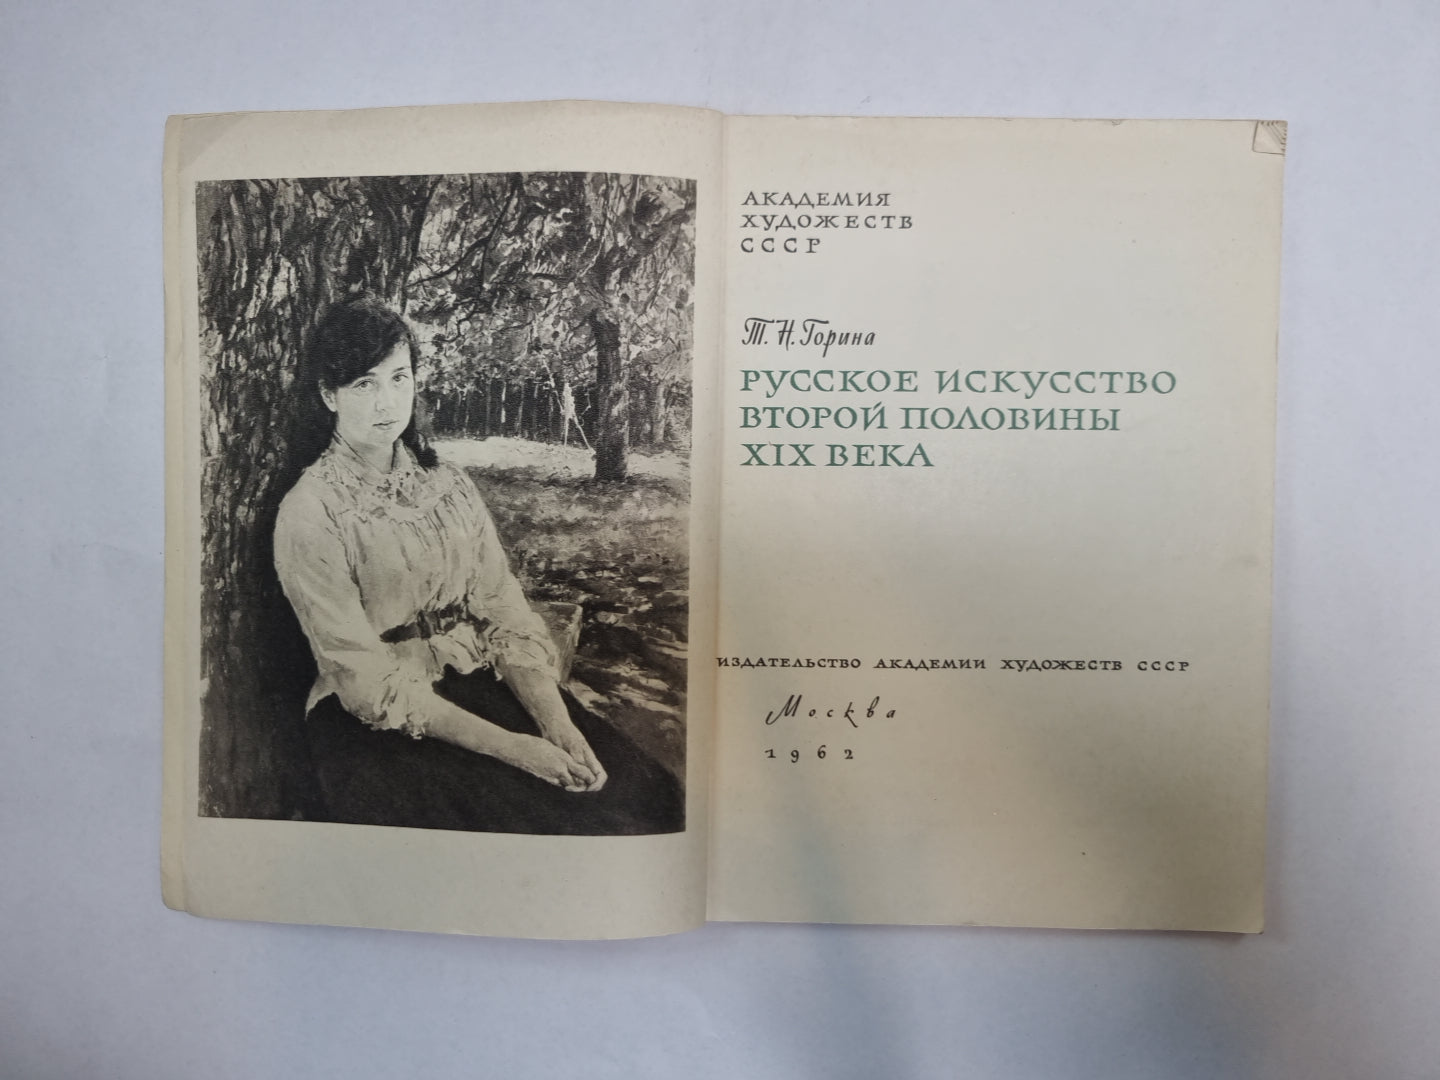 АКАДЕМИЯ
ХУДОЖЕСТВ
СССР
Т. Н. Горина
РУССКОЕ ИСКУССТВО
ВТОРОЙ ПОЛОВИНЫ
XIX ВЕКА
ИЗДАТЕЛЬСТВО АКАДЕМИИ ХУДОЖЕСТВ СССР
Москва
1962